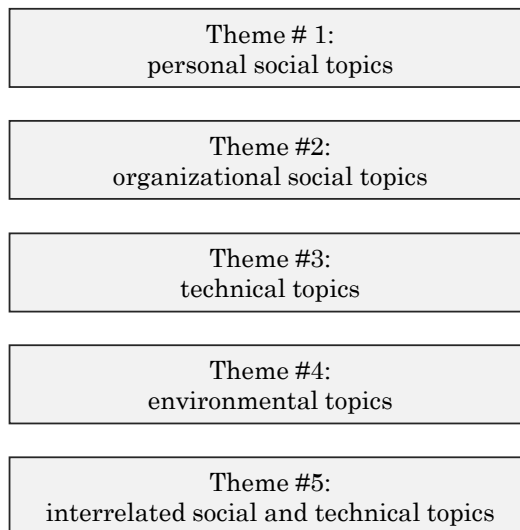 Theme # 1:
personal social topics
Theme #2:
organizational social topics
Theme #3:
technical topics
Theme #4:
environmental topics
Theme #5:
interrelated social and technical topics